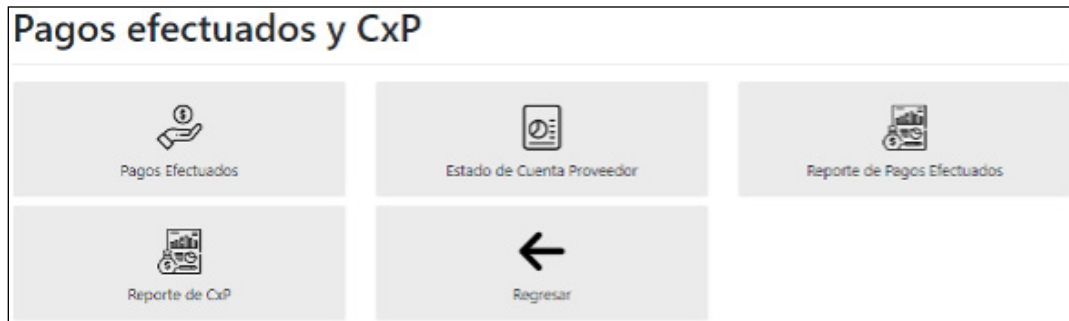 Pagos efectuados y CxP
Pagos Efectuados
Estado de Cuenta Proveedor
Reporte de Pagos Efectuados
Reporte de CxP
Regresar